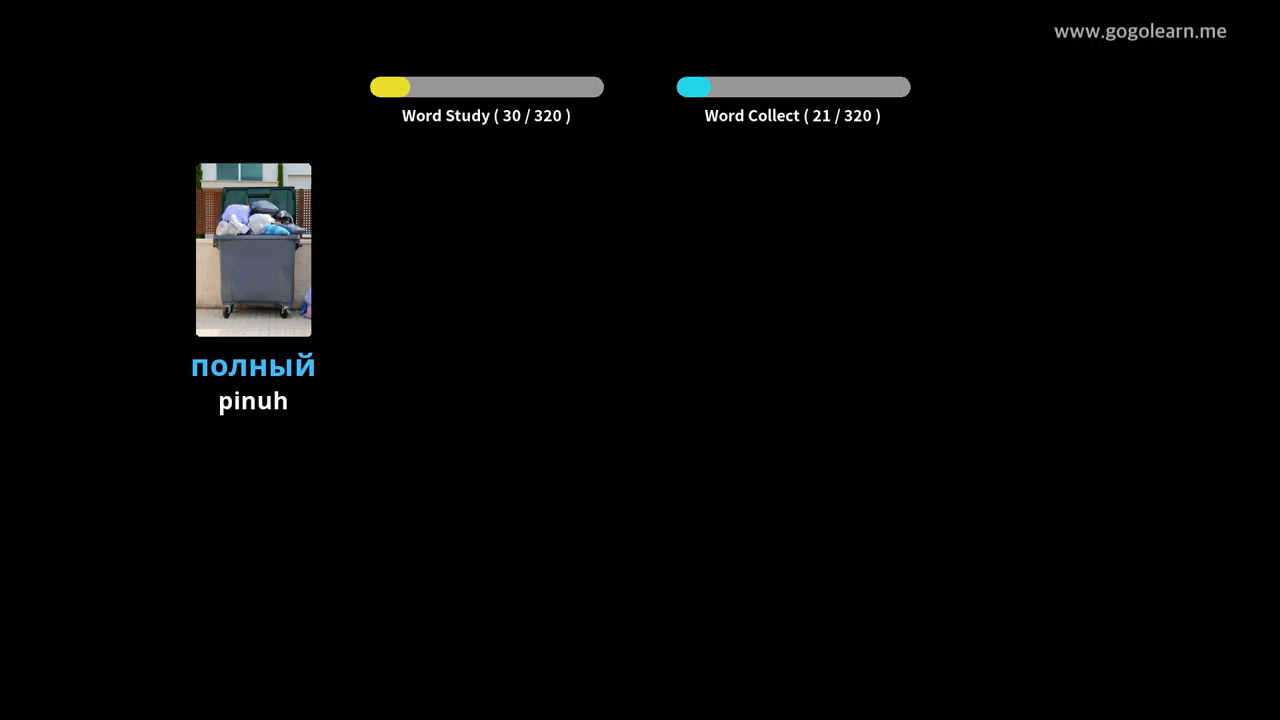 www.gogolearn.me
Word Study ( 30 / 320 )
Word Collect ( 21 / 320 )
полный
pinuh